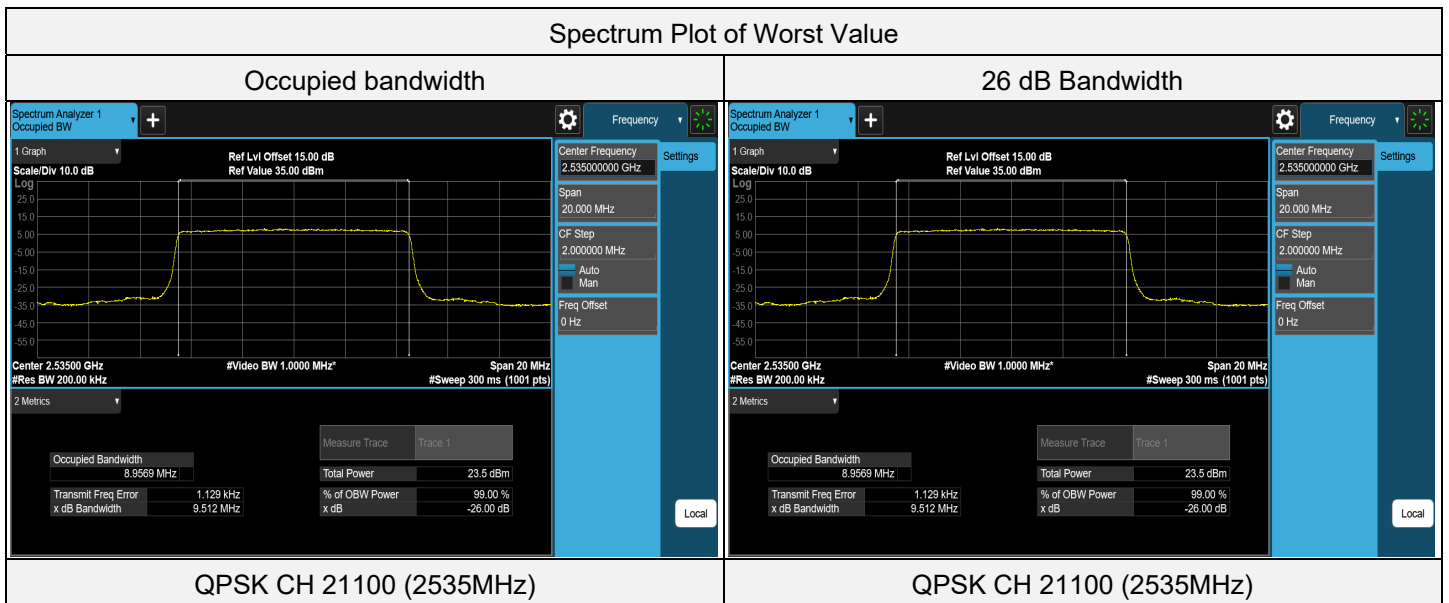 Spectrum Plot of Worst Value
Occupied bandwidth
26 dB Bandwidth
Spectrum Analyzer 1
Occupied BW
+
Frequency
1 Graph
Ref Lvl Offset 15.00 dB
Scale/Div 10.0 dB
Ref Value 35.00 dBm
Log
25.0
15.0
5.00
-5.00
-15.0
-25.0
-35.0
-45.0
-55.0
Center 2.53500 GHz
#Video BW 1.0000 MHz*
Span 20 MHz
#Res BW 200.00 kHz
#Sweep 300 ms (1001 pts)
Center Frequency
2.535000000 GHz
Settings
Span
20.000 MHz
CF Step
2.000000 MHz
Auto
Man
Freq Offset
0 Hz
2 Metrics
Measure Trace Trace 1
Occupied Bandwidth
8.9569 MHz
Total Power 23.5 dBm
Transmit Freq Error 1.129 kHz
% of OBW Power 99.00 %
x dB Bandwidth 9.512 MHz
x dB -26.00 dB
Local
Spectrum Analyzer 1
Occupied BW
+
Frequency
1 Graph
Ref Lvl Offset 15.00 dB
Scale/Div 10.0 dB
Ref Value 35.00 dBm
Log
25.0
15.0
5.00
-5.00
-15.0
-25.0
-35.0
-45.0
-55.0
Center 2.53500 GHz
#Video BW 1.0000 MHz*
Span 20 MHz
#Res BW 200.00 kHz
#Sweep 300 ms (1001 pts)
Center Frequency
2.535000000 GHz
Settings
Span
20.000 MHz
CF Step
2.000000 MHz
Auto
Man
Freq Offset
0 Hz
2 Metrics
Measure Trace Trace 1
Occupied Bandwidth
8.9569 MHz
Total Power 23.5 dBm
Transmit Freq Error 1.129 kHz
% of OBW Power 99.00 %
x dB Bandwidth 9.512 MHz
x dB -26.00 dB
Local
QPSK CH 21100 (2535MHz)
QPSK CH 21100 (2535MHz)